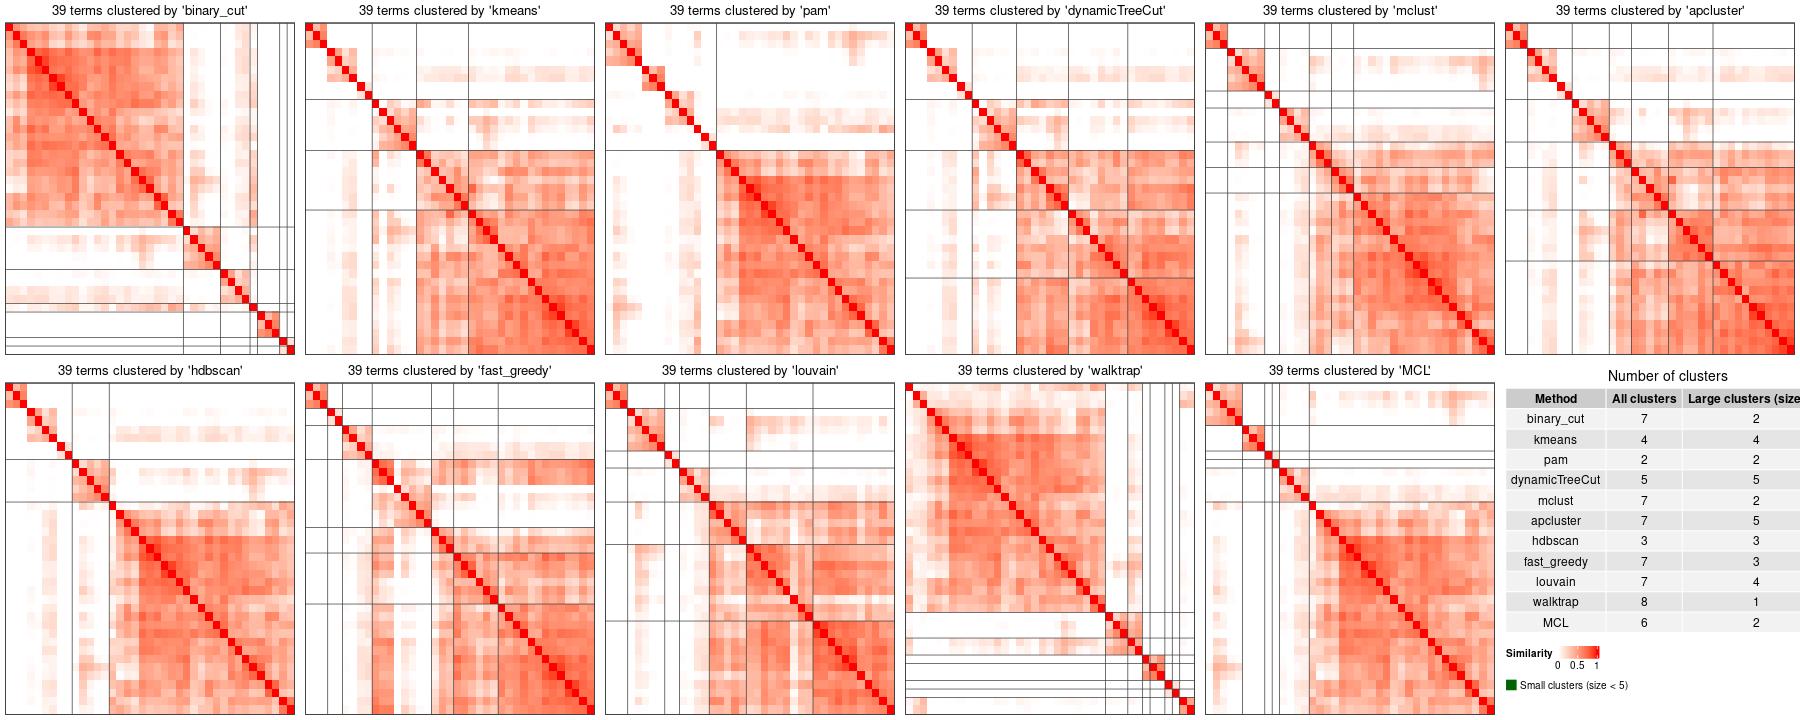 39 terms clustered by 'binary_cut'
39 terms clustered by 'kmeans'
39 terms clustered by 'pam'
39 terms clustered by 'dynamicTreeCut'
39 terms clustered by 'mclust'
39 terms clustered by 'apcluster'
39 terms clustered by 'hdbscan'
39 terms clustered by 'fast_greedy'
39 terms clustered by 'louvain'
39 terms clustered by 'walktrap'
39 terms clustered by 'MCL'
Number of clusters
Method All clusters Large clusters (size
binary_cut 7 2
kmeans 4 4
pam 2 2
dynamicTreeCut 5 5
mclust 7 2
apcluster 7 5
hdbscan 3 3
fast_greedy 7 3
louvain 7 4
walktrap 8 1
MCL 6 2
Similarity
0 0.5 1
Small clusters (size < 5)